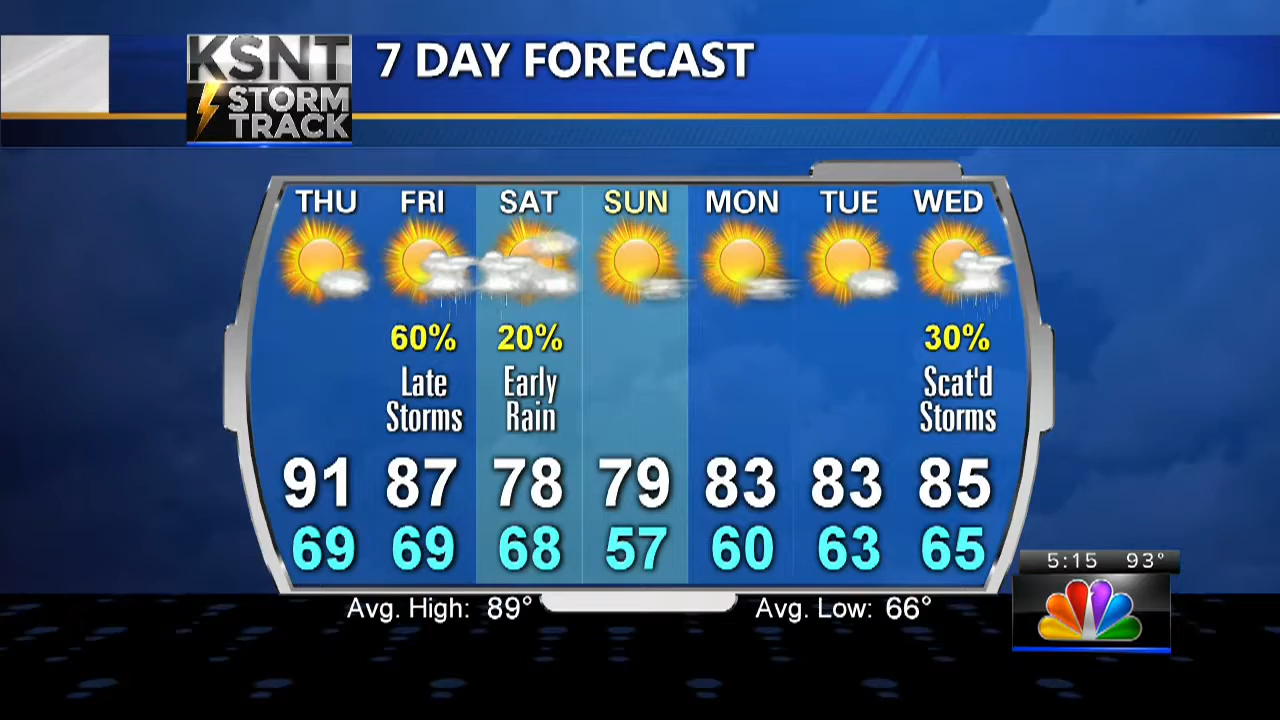 KSNT
STORM
TRACK
7 DAY FORECAST
THU FRI SAT SUN MON TUE WED
60% 20% 30%
Late Early Scat'd
Storms Rain Storms
91 87 78 79 83 83 85
69 69 68 57 60 63 65
5:15 93°
Avg. High: 89° Avg. Low: 66°